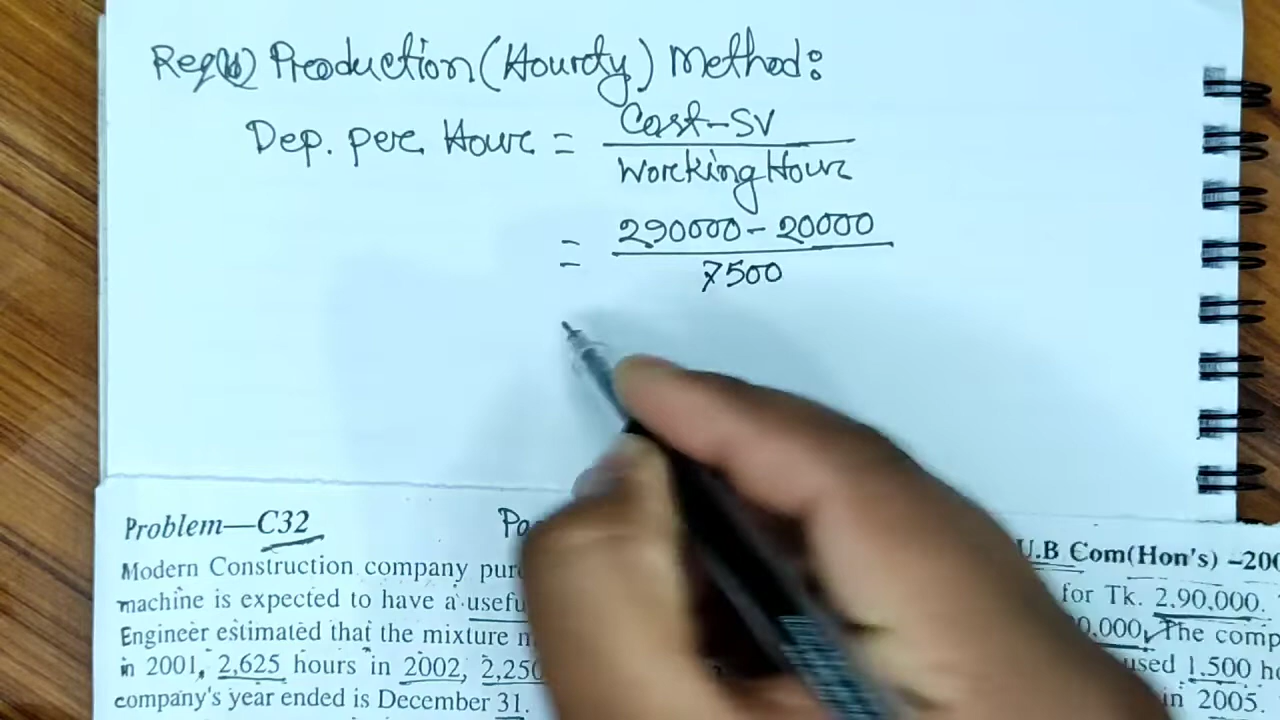 Req(b) Production (Hourly) Method:
Dep. per Hour = Cost-SV
Working Hour
= 290000 - 20000
7500
Problem—C32
U.B Com(Hon's) –200
Modern Construction company pur for Tk. 2,90,000.
machine is expected to have a usefu 0,000. The comp
Engineer estimated that the mixture m used 1,500 ho
in 2001, 2,625 hours in 2002, 2,250 in 2005.
company's year ended is December 31.